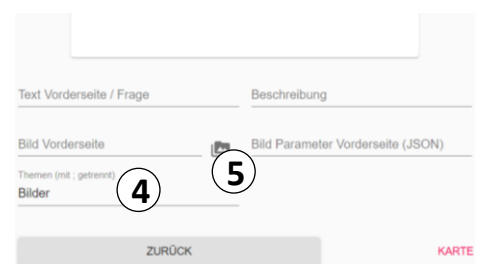 Text Vorderseite / Frage Beschreibung
Bild Vorderseite Bild Parameter Vorderseite (JSON)
Themen (mit ; getrennt)
Bilder
4
5
ZURÜCK KARTE